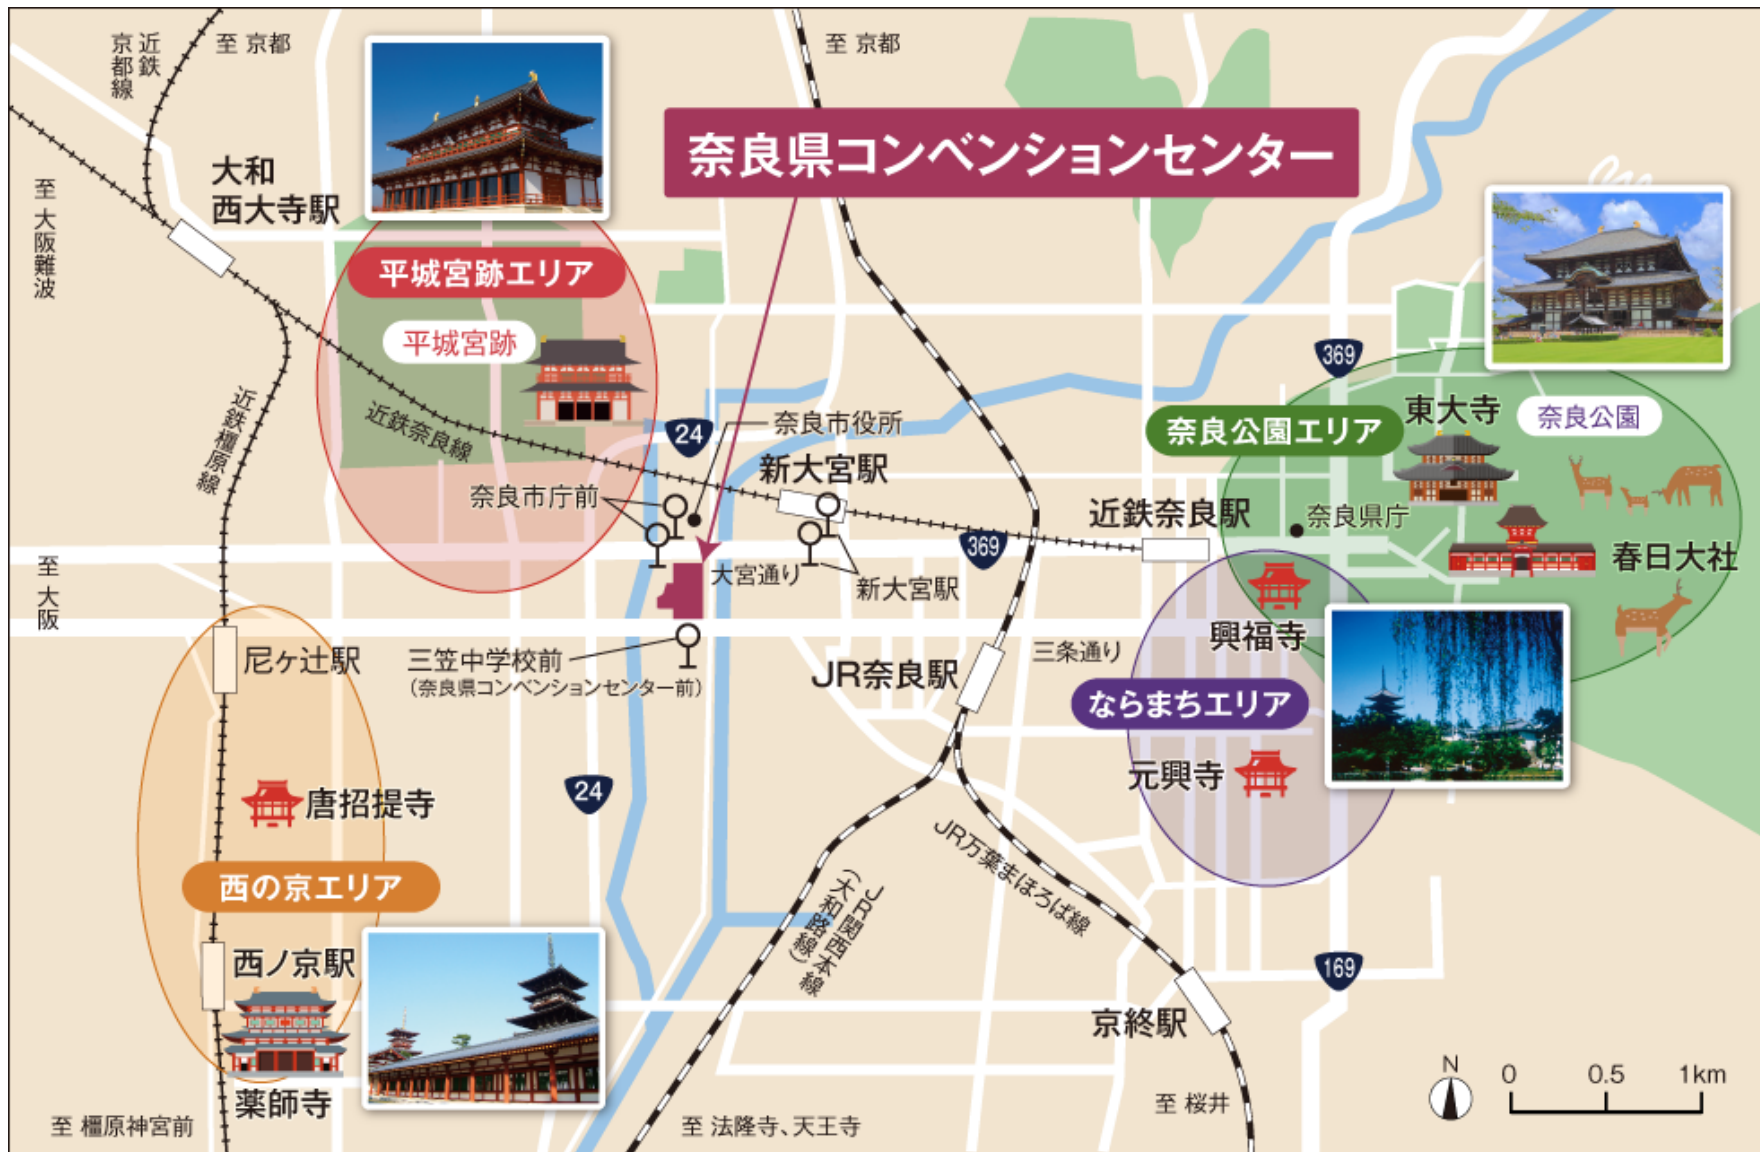 近鉄
京都線
至 京都
至 京都
奈良県コンベンションセンター
大和
西大寺駅
至 大阪難波
平城宮跡エリア
平城宮跡
369
近鉄奈良線
近鉄橿原線
24
奈良市役所
新大宮駅
奈良市庁前
奈良公園エリア
東大寺
奈良公園
近鉄奈良駅
奈良県庁
369
春日大社
至 大阪
大宮通り
新大宮駅
興福寺
尼ヶ辻駅
三笠中学校前
(奈良県コンベンションセンター前)
JR奈良駅
三条通り
ならまちエリア
元興寺
24
唐招提寺
西の京エリア
JR万葉まほろば線
JR関西本線
(大和路線)
西ノ京駅
169
京終駅
薬師寺
N
0 0.5 1km
至 橿原神宮前
至 法隆寺、天王寺
至 桜井